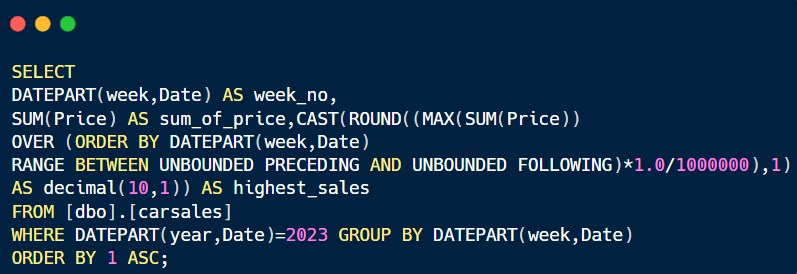 SELECT
DATEPART(week,Date) AS week_no,
SUM(Price) AS sum_of_price,CAST(ROUND((MAX(SUM(Price))
OVER (ORDER BY DATEPART(week,Date)
RANGE BETWEEN UNBOUNDED PRECEDING AND UNBOUNDED FOLLOWING)*1.0/1000000),1)
AS decimal(10,1)) AS highest_sales
FROM [dbo].[carsales]
WHERE DATEPART(year,Date)=2023 GROUP BY DATEPART(week,Date)
ORDER BY 1 ASC;